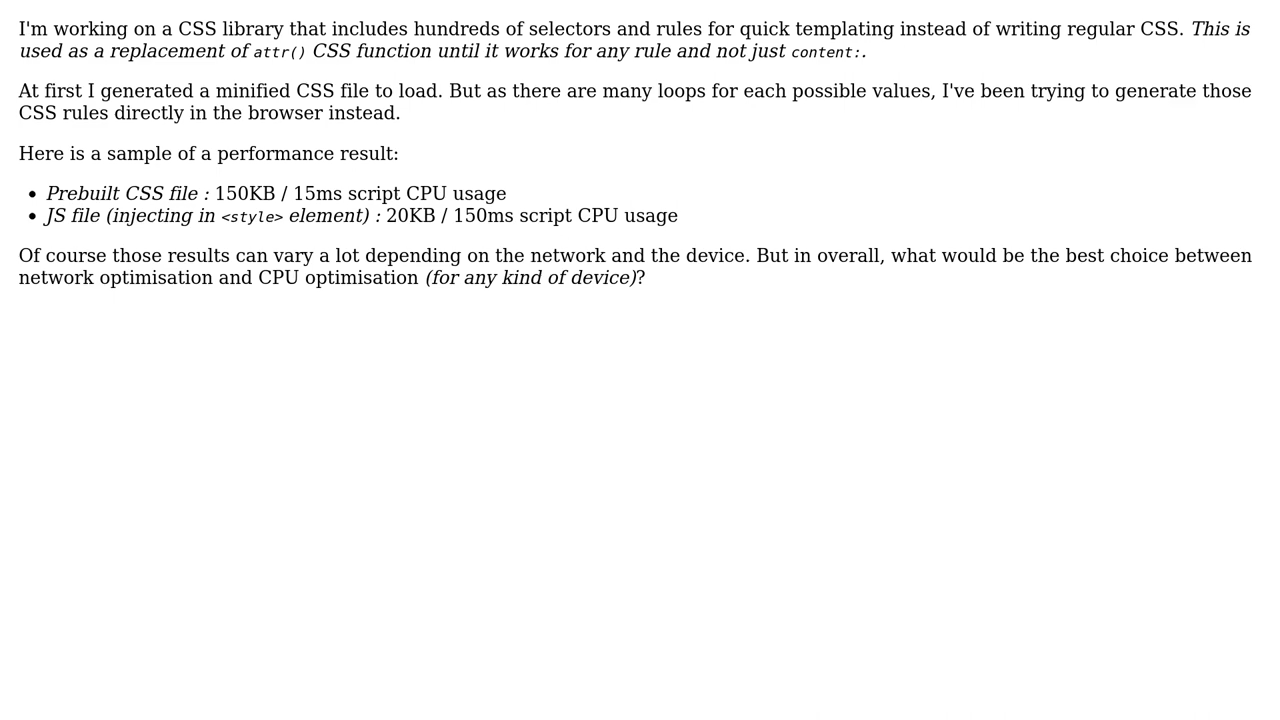 I'm working on a CSS library that includes hundreds of selectors and rules for quick templating instead of writing regular CSS. This is
used as a replacement of attr() CSS function until it works for any rule and not just content:.
At first I generated a minified CSS file to load. But as there are many loops for each possible values, I've been trying to generate those
CSS rules directly in the browser instead.
Here is a sample of a performance result:
• Prebuilt CSS file : 150KB / 15ms script CPU usage
• JS file (injecting in <style> element) : 20KB / 150ms script CPU usage
Of course those results can vary a lot depending on the network and the device. But in overall, what would be the best choice between
network optimisation and CPU optimisation (for any kind of device)?